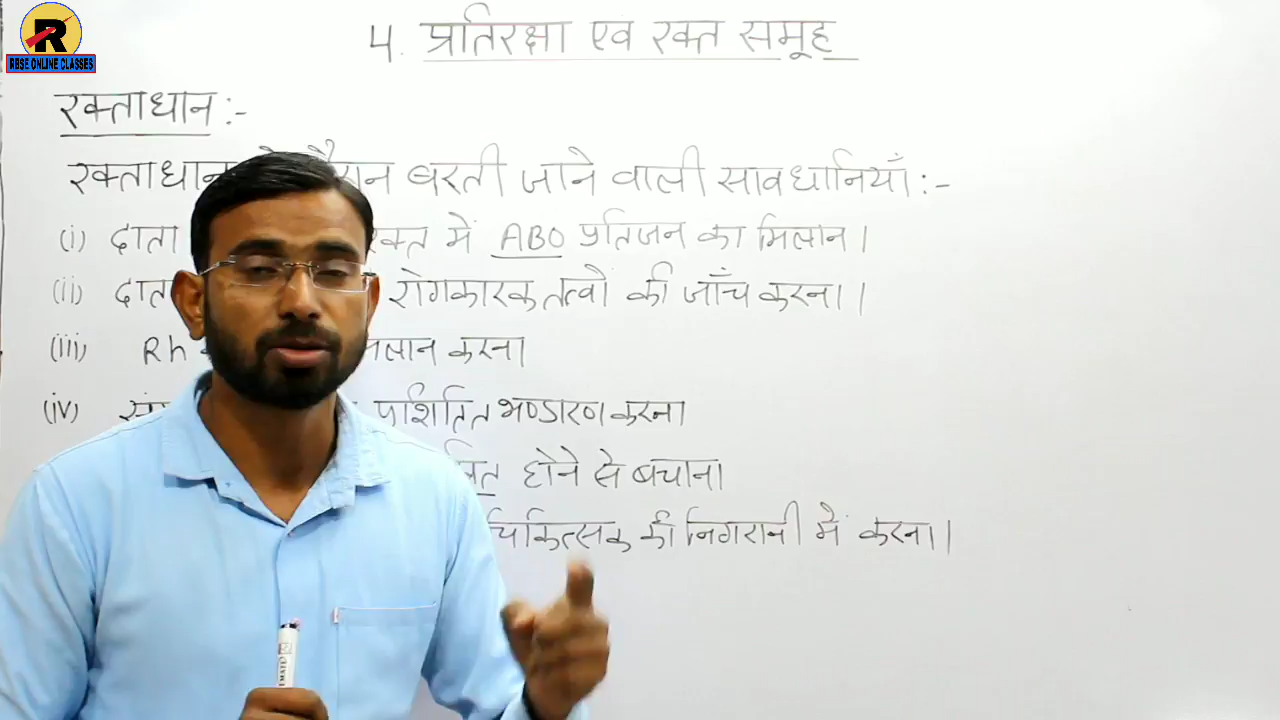 R
RBSE ONLINE CLASSES
4. प्रतिरक्षा एव रक्त समूह
रक्ताधान :-
रक्ताधान बरती जाने वाली सावधानियाँ :-
(i) दाता रक्त में ABO प्रतिजन का मिलान।
(ii) रोगकारक तत्वों की जाँच करना।
(iii) Rh करना
(iv) भण्डारण करना
होने से बचाना
चिकित्सक की निगरानी में करना।